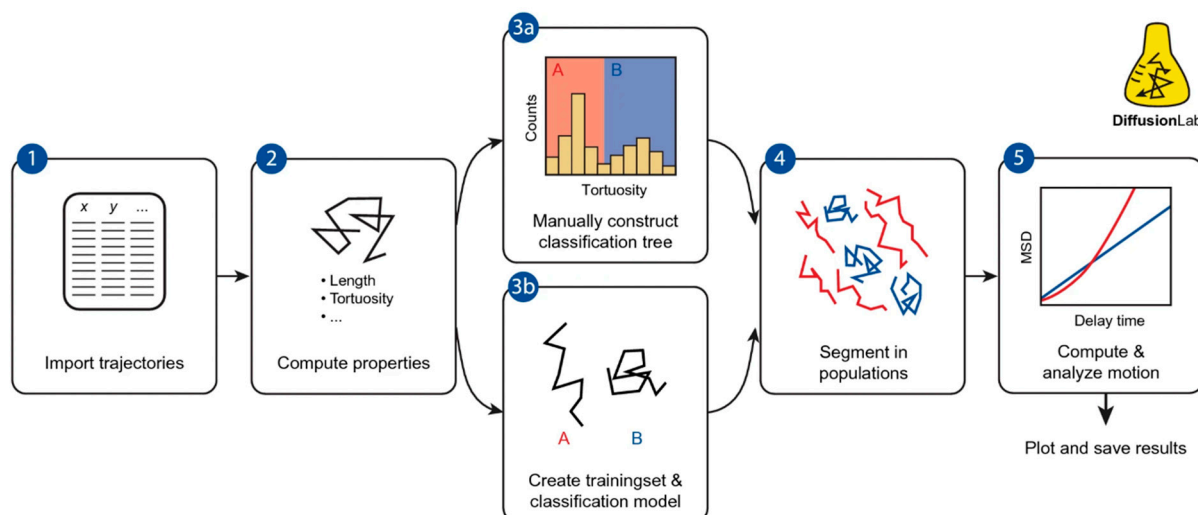 1
x y ...
Import trajectories
2
• Length
• Tortuosity
• ...
Compute properties
3a
A B
Counts
Tortuosity
Manually construct
classification tree
3b
A B
Create trainingset &
classification model
4
Segment in
populations
DiffusionLab
5
MSD
Delay time
Compute &
analyze motion
Plot and save results